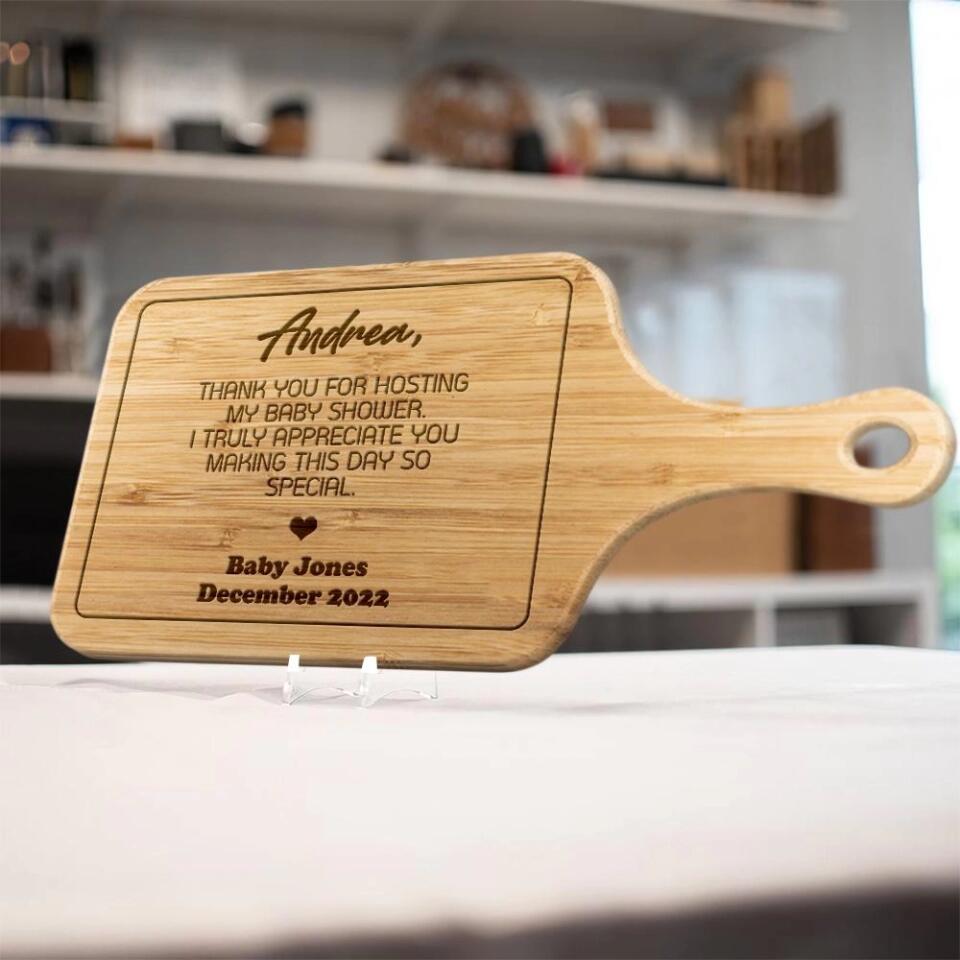 Andrea,
THANK YOU FOR HOSTING
MY BABY SHOWER.
I TRULY APPRECIATE YOU
MAKING THIS DAY SO
SPECIAL.
Baby Jones
December 2022